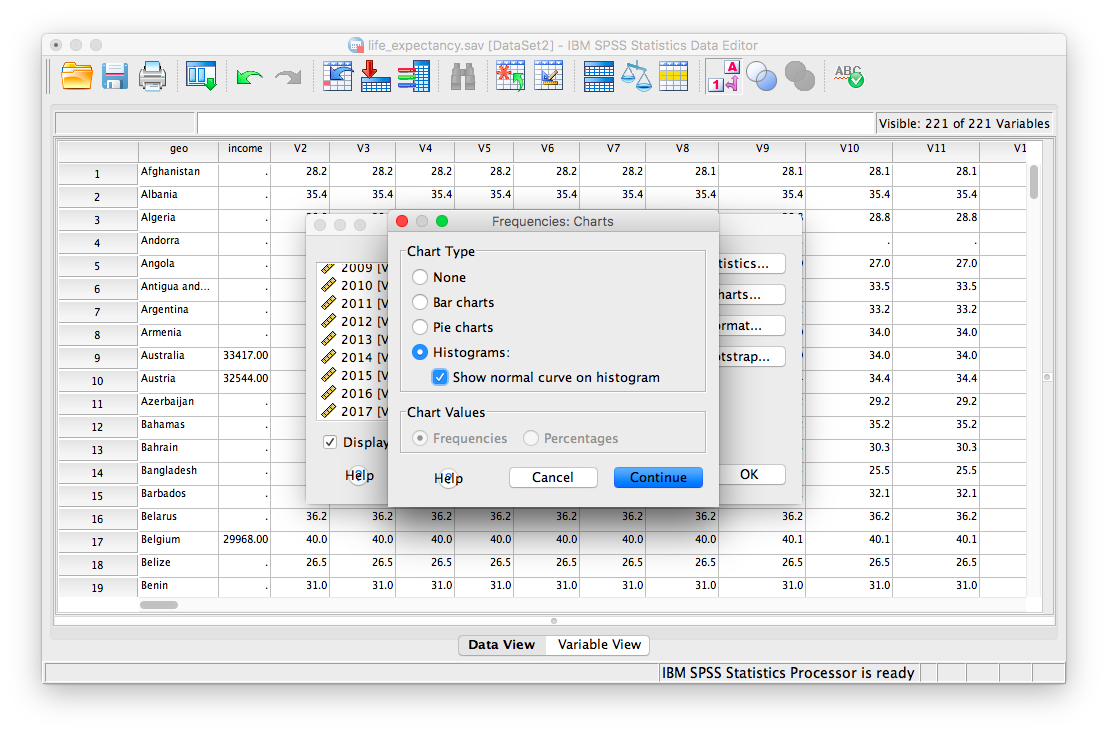 life_expectancy.sav [DataSet2] - IBM SPSS Statistics Data Editor
1 A
ABC
Visible: 221 of 221 Variables
geo income V2 V3 V4 V5 V6 V7 V8 V9 V10 V11 V1
1 Afghanistan . 28.2 28.2 28.2 28.2 28.2 28.2 28.1 28.1 28.1 28.1
2 Albania . 35.4 35.4 35.4 35.4 35.4 35.4 35.4 35.4 35.4 35.4
3 Algeria . 28.8 28.8
4 Andorra . . .
5 Angola . 27.0 27.0
6 Antigua and... . 33.5 33.5
7 Argentina . 33.2 33.2
8 Armenia . 34.0 34.0
9 Australia 33417.00 34.0 34.0
10 Austria 32544.00 34.4 34.4
11 Azerbaijan . 29.2 29.2
12 Bahamas . 35.2 35.2
13 Bahrain . 30.3 30.3
14 Bangladesh . 25.5 25.5
15 Barbados . 32.1 32.1
16 Belarus . 36.2 36.2 36.2 36.2 36.2 36.2 36.2 36.2 36.2 36.2
17 Belgium 29968.00 40.0 40.0 40.0 40.0 40.0 40.0 40.0 40.1 40.1 40.1
18 Belize . 26.5 26.5 26.5 26.5 26.5 26.5 26.5 26.5 26.5 26.5
19 Benin . 31.0 31.0 31.0 31.0 31.0 31.0 31.0 31.0 31.0 31.0
2009 [V
2010 [V
2011 [V
2012 [V
2013 [V
2014 [V
2015 [V
2016 [V
2017 [V
Display
Help
tistics...
harts...
rmat...
tstrap...
OK
Frequencies: Charts
Chart Type
None
Bar charts
Pie charts
Histograms:
Show normal curve on histogram
Chart Values
Frequencies Percentages
Help Cancel Continue
Data View Variable View
IBM SPSS Statistics Processor is ready